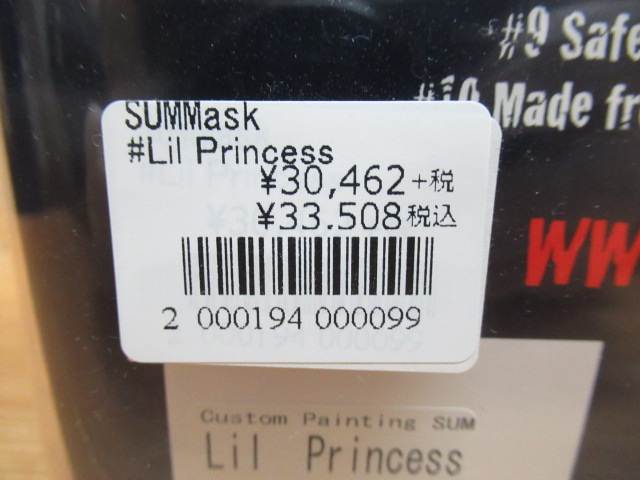 #9 Safe
#10 Made fr
SUMMask
#Lil Princess
¥30,462+税
¥33.508税込
2 000194 000099
WW
Custom Painting SUM
Lil Princess